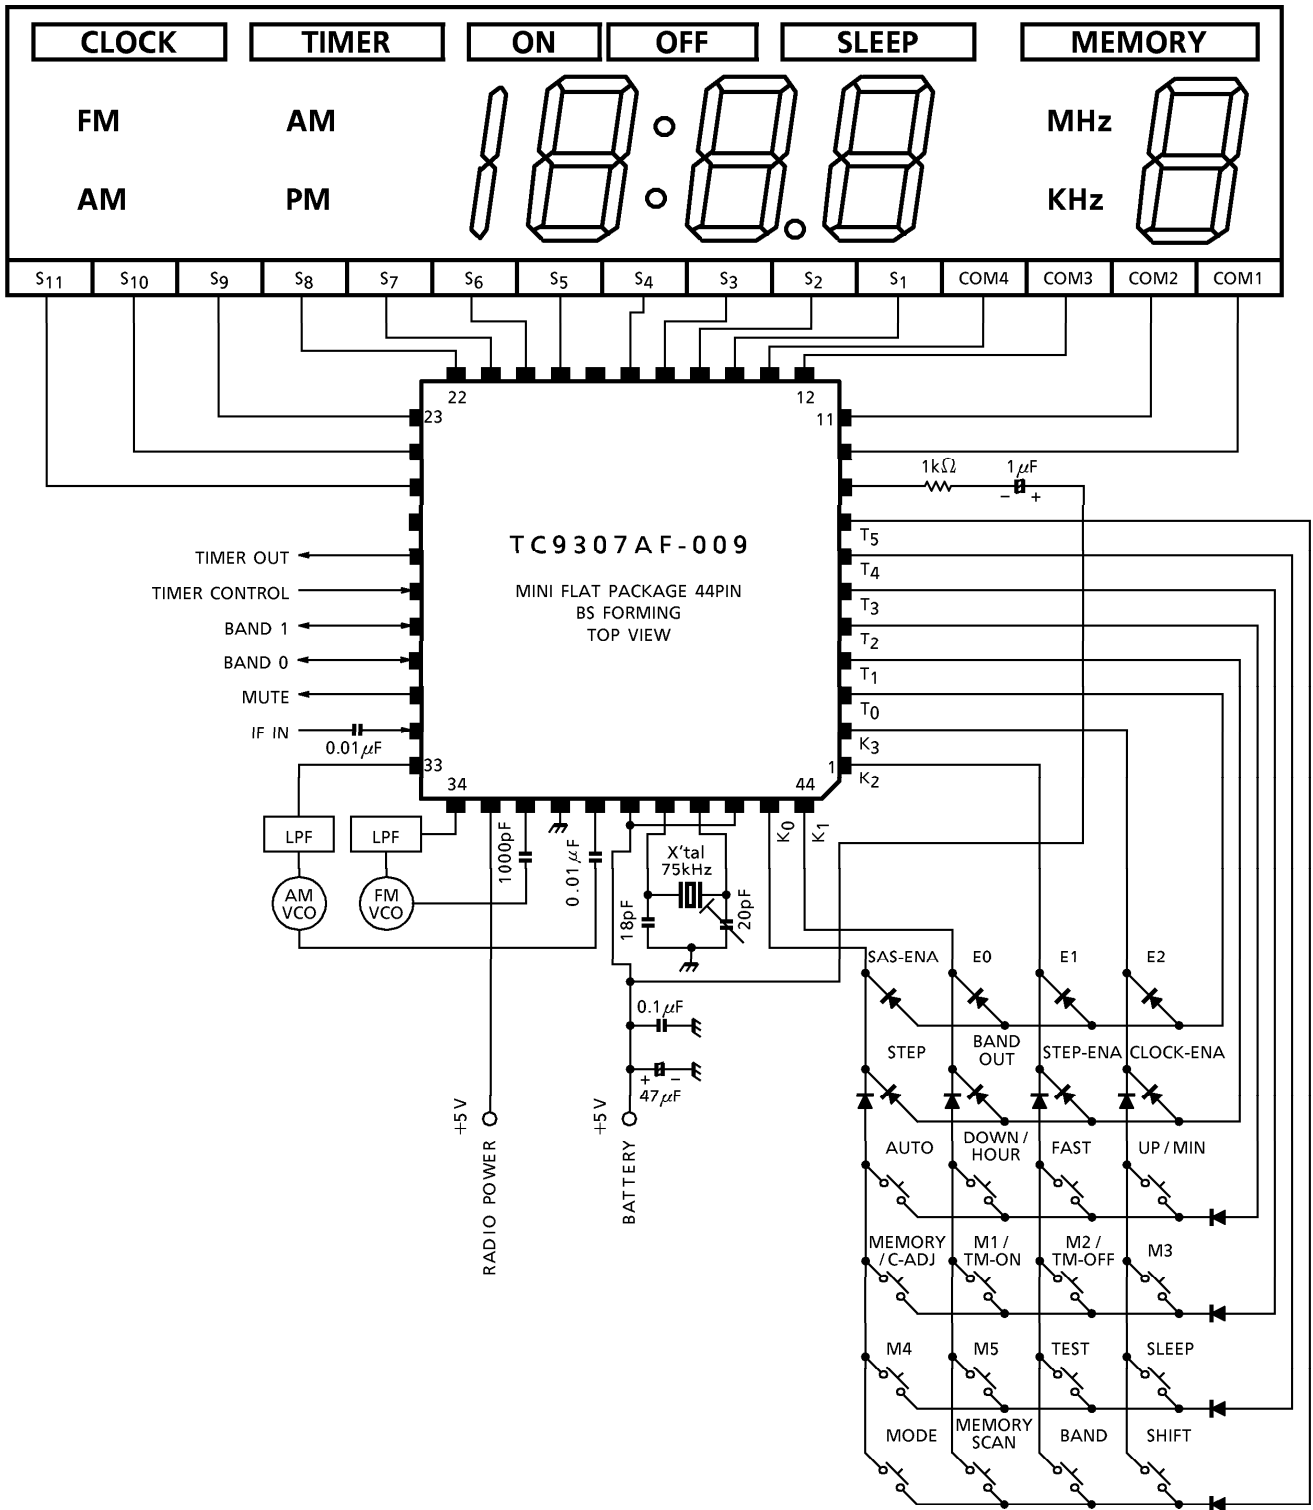 CLOCK TIMER ON OFF SLEEP MEMORY
FM AM MHz
AM PM KHz
S11 S10 S9 S8 S7 S6 S5 S4 S3 S2 S1 COM4 COM3 COM2 COM1
22 12
23 11
1kΩ 1μF
− +
TC9307AF-009
MINI FLAT PACKAGE 44PIN
BS FORMING
TOP VIEW
T5
T4
T3
T2
T1
T0
K3
K2
TIMER OUT
TIMER CONTROL
BAND 1
BAND 0
MUTE
IF IN
0.01μF
33 1
34 44
LPF LPF
AM VCO
FM VCO
1000pF
0.01μF
X'tal
75kHz
18pF
20pF
K0
K1
0.1μF
+ −
47μF
+5V
RADIO POWER
+5V
BATTERY
SAS-ENA E0 E1 E2
STEP BAND OUT STEP-ENA CLOCK-ENA
AUTO DOWN/HOUR FAST UP/MIN
MEMORY/C-ADJ M1/TM-ON M2/TM-OFF M3
M4 M5 TEST SLEEP
MODE MEMORY SCAN BAND SHIFT